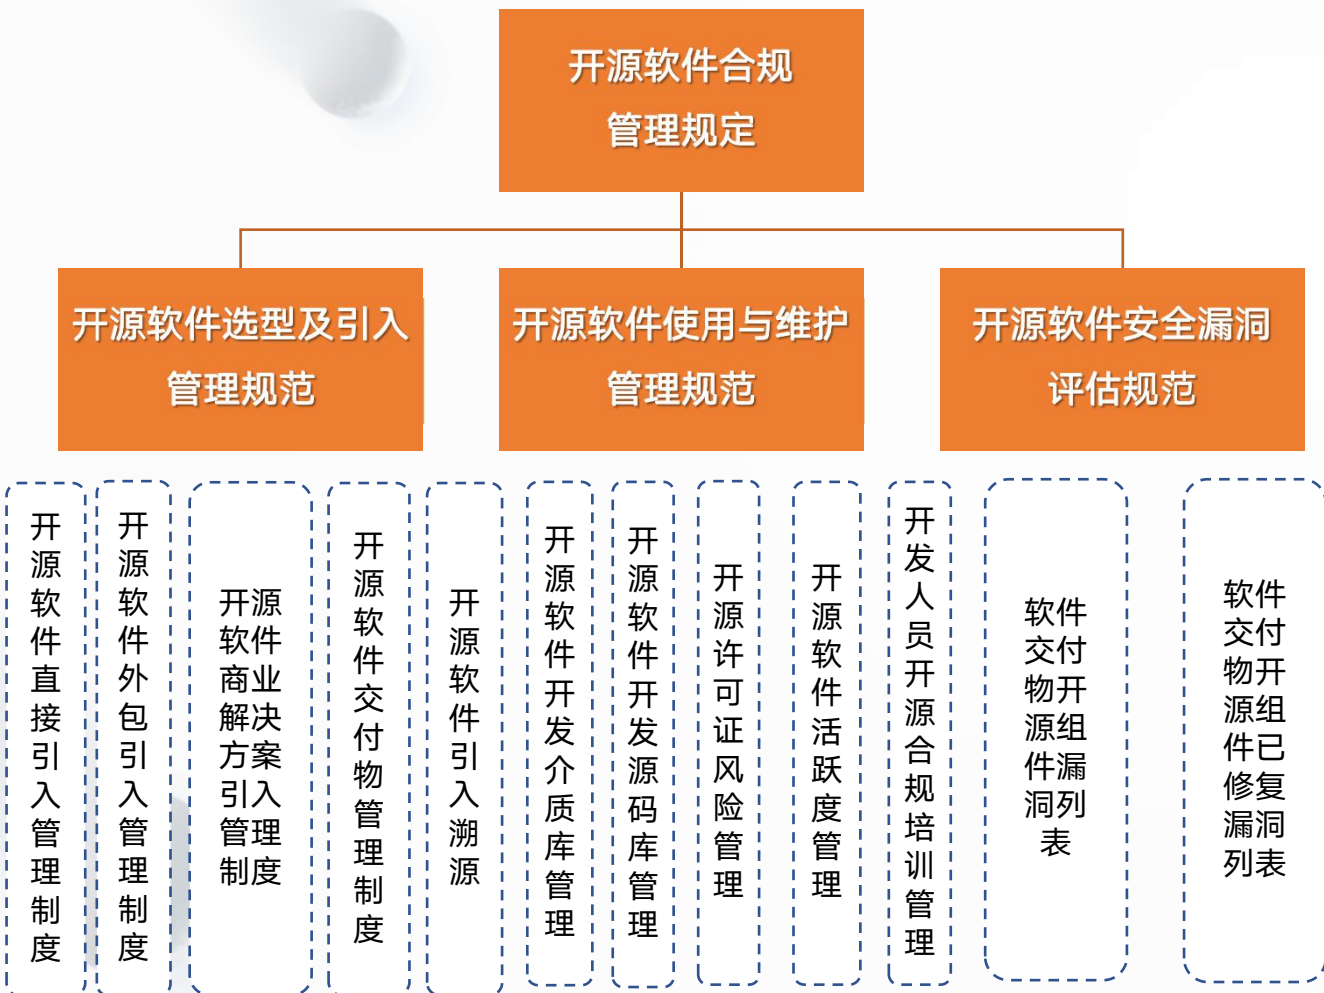 开源软件合规
管理规定
开源软件选型及引入
管理规范
开源软件使用与维护
管理规范
开源软件安全漏洞
评估规范
开源软件直接引入管理制度
开源软件外包引入管理制度
开源
软件
商业
解决
方案
引入
管理
制度
开源软件交付物管理制度
开源软件引入溯源
开源软件开发介质库管理
开源软件开发源码库管理
开源许可证风险管理
开源软件活跃度管理
开发人员开源合规培训管理
软件
交付
物开
源组
件漏
洞列
表
软件
交付
物开
源组
件已
修复
漏洞
列表